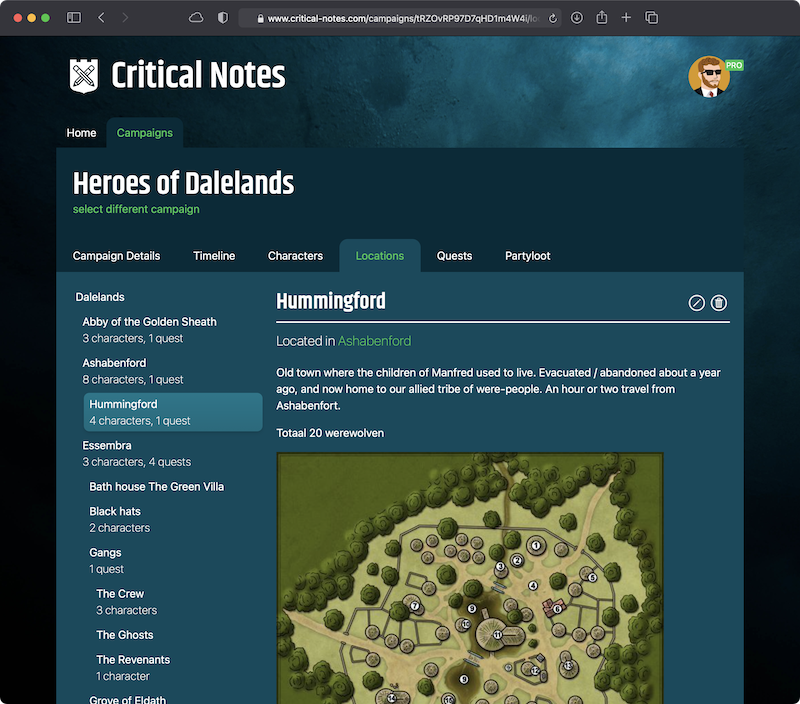 www.critical-notes.com/campaigns/tRZOvRP97D7qHD1m4W4i/lo
Critical Notes
PRO
Home
Campaigns
Heroes of Dalelands
select different campaign
Campaign Details
Timeline
Characters
Locations
Quests
Partyloot
Dalelands
Abby of the Golden Sheath
3 characters, 1 quest
Ashabenford
8 characters, 1 quest
Hummingford
4 characters, 1 quest
Essembra
3 characters, 4 quests
Bath house The Green Villa
Black hats
2 characters
Gangs
1 quest
The Crew
3 characters
The Ghosts
The Revenants
1 character
Grove of Eldath
Hummingford
Located in Ashabenford
Old town where the children of Manfred used to live. Evacuated / abandoned about a year
ago, and now home to our allied tribe of were-people. An hour or two travel from
Ashabenfort.
Totaal 20 werewolven
1
2
3
4
5
6
7
9
10
11
12
13
9
14